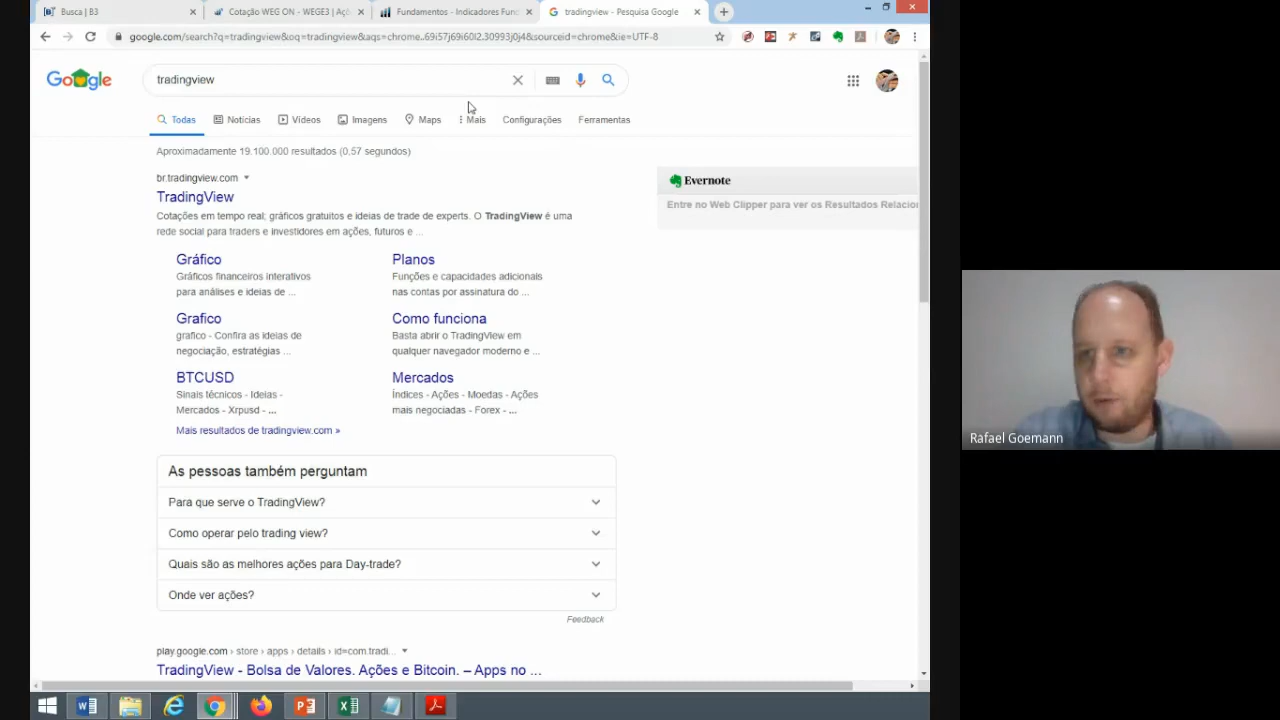 Busca | B3
Cotação WEG ON - WEGE3 | Açõ
Fundamentos - Indicadores Fun
tradingview - Pesquisa Google
google.com/search?q=tradingview&oq=tradingview&aqs=chrome..69i57j69i60l2.30993j0j4&sourceid=chrome&ie=UTF-8
Google
tradingview
Todas
Notícias
Vídeos
Imagens
Maps
Mais
Configurações
Ferramentas
Aproximadamente 19.100.000 resultados (0,57 segundos)
br.tradingview.com
TradingView
Cotações em tempo real, gráficos gratuitos e ideias de trade de experts. O TradingView é uma
rede social para traders e investidores em ações, futuros e ...
Gráfico
Gráficos financeiros interativos
para análises e ideias de ...
Planos
Funções e capacidades adicionais
nas contas por assinatura do ...
Grafico
grafico - Confira as ideias de
negociação, estratégias ...
Como funciona
Basta abrir o TradingView em
qualquer navegador moderno e ...
BTCUSD
Sinais técnicos - Ideias -
Mercados - Xrpusd - ...
Mercados
Índices - Ações - Moedas - Ações
mais negociadas - Forex - ...
Mais resultados de tradingview.com »
As pessoas também perguntam
Para que serve o TradingView?
Como operar pelo trading view?
Quais são as melhores ações para Day-trade?
Onde ver ações?
Feedback
play.google.com › store › apps › details › id=com.tradi...
TradingView - Bolsa de Valores. Ações e Bitcoin. – Apps no ...
Evernote
Entre no Web Clipper para ver os Resultados Relacior
Rafael Goemann